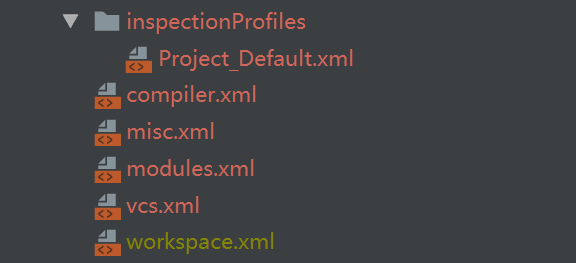 inspectionProfiles
Project_Default.xml
compiler.xml
misc.xml
modules.xml
vcs.xml
workspace.xml